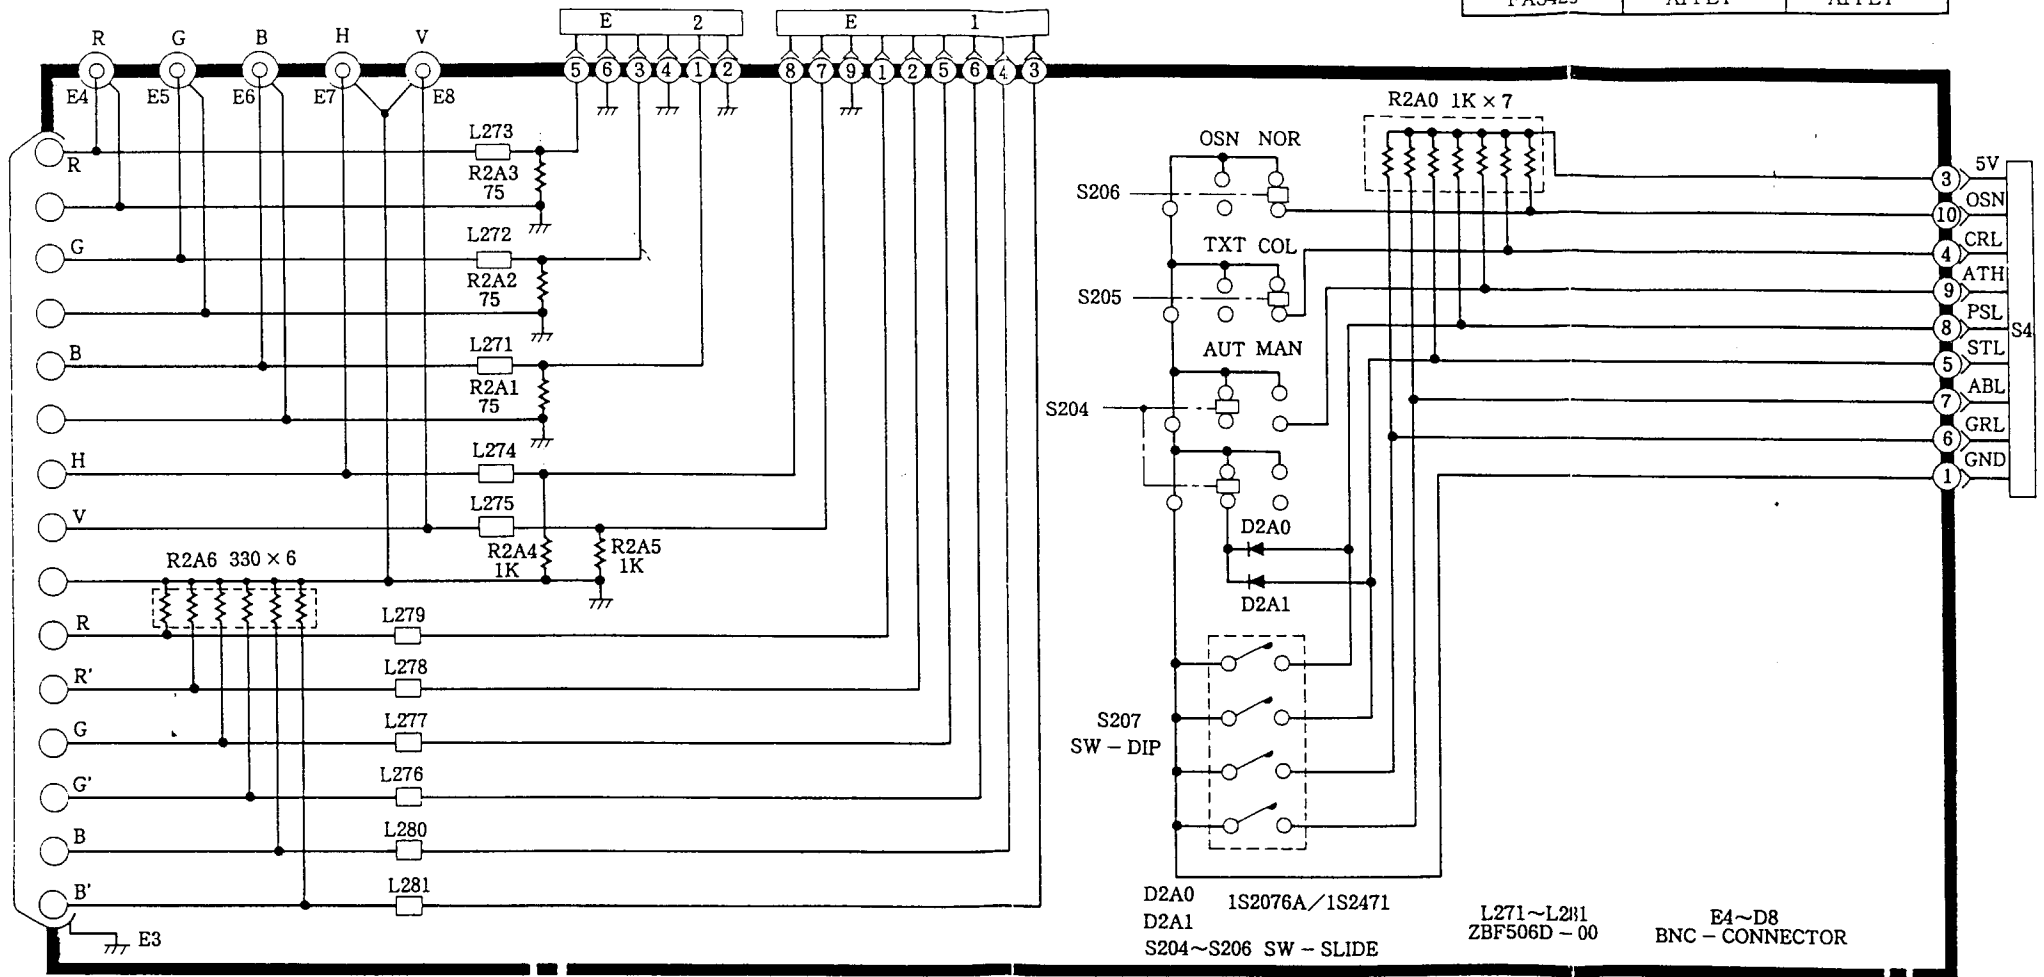 E 2
E 1
R G B H V
5 6 3 4 1 2
8 7 9 1 2 5 6 4 3
E4 E5 E6 E7 E8
R2A0 1K × 7
L273
R
R2A3
75
OSN NOR
S206
3 5V
10 OSN
G
L272
R2A2
75
TXT COL
S205
4 CRL
9 ATH
8 PSL
S4
B
L271
R2A1
75
AUT MAN
S204
5 STL
7 ABL
6 GRL
1 GND
H
L274
V
L275
R2A4
1K
R2A5
1K
D2A0
D2A1
R2A6 330 × 6
R
L279
R'
L278
G
L277
S207
SW – DIP
G'
L276
B
L280
B'
L281
E3
D2A0
D2A1
1S2076A/1S2471
S204~S206 SW – SLIDE
L271~L281
ZBF506D – 00
E4~D8
BNC – CONNECTOR